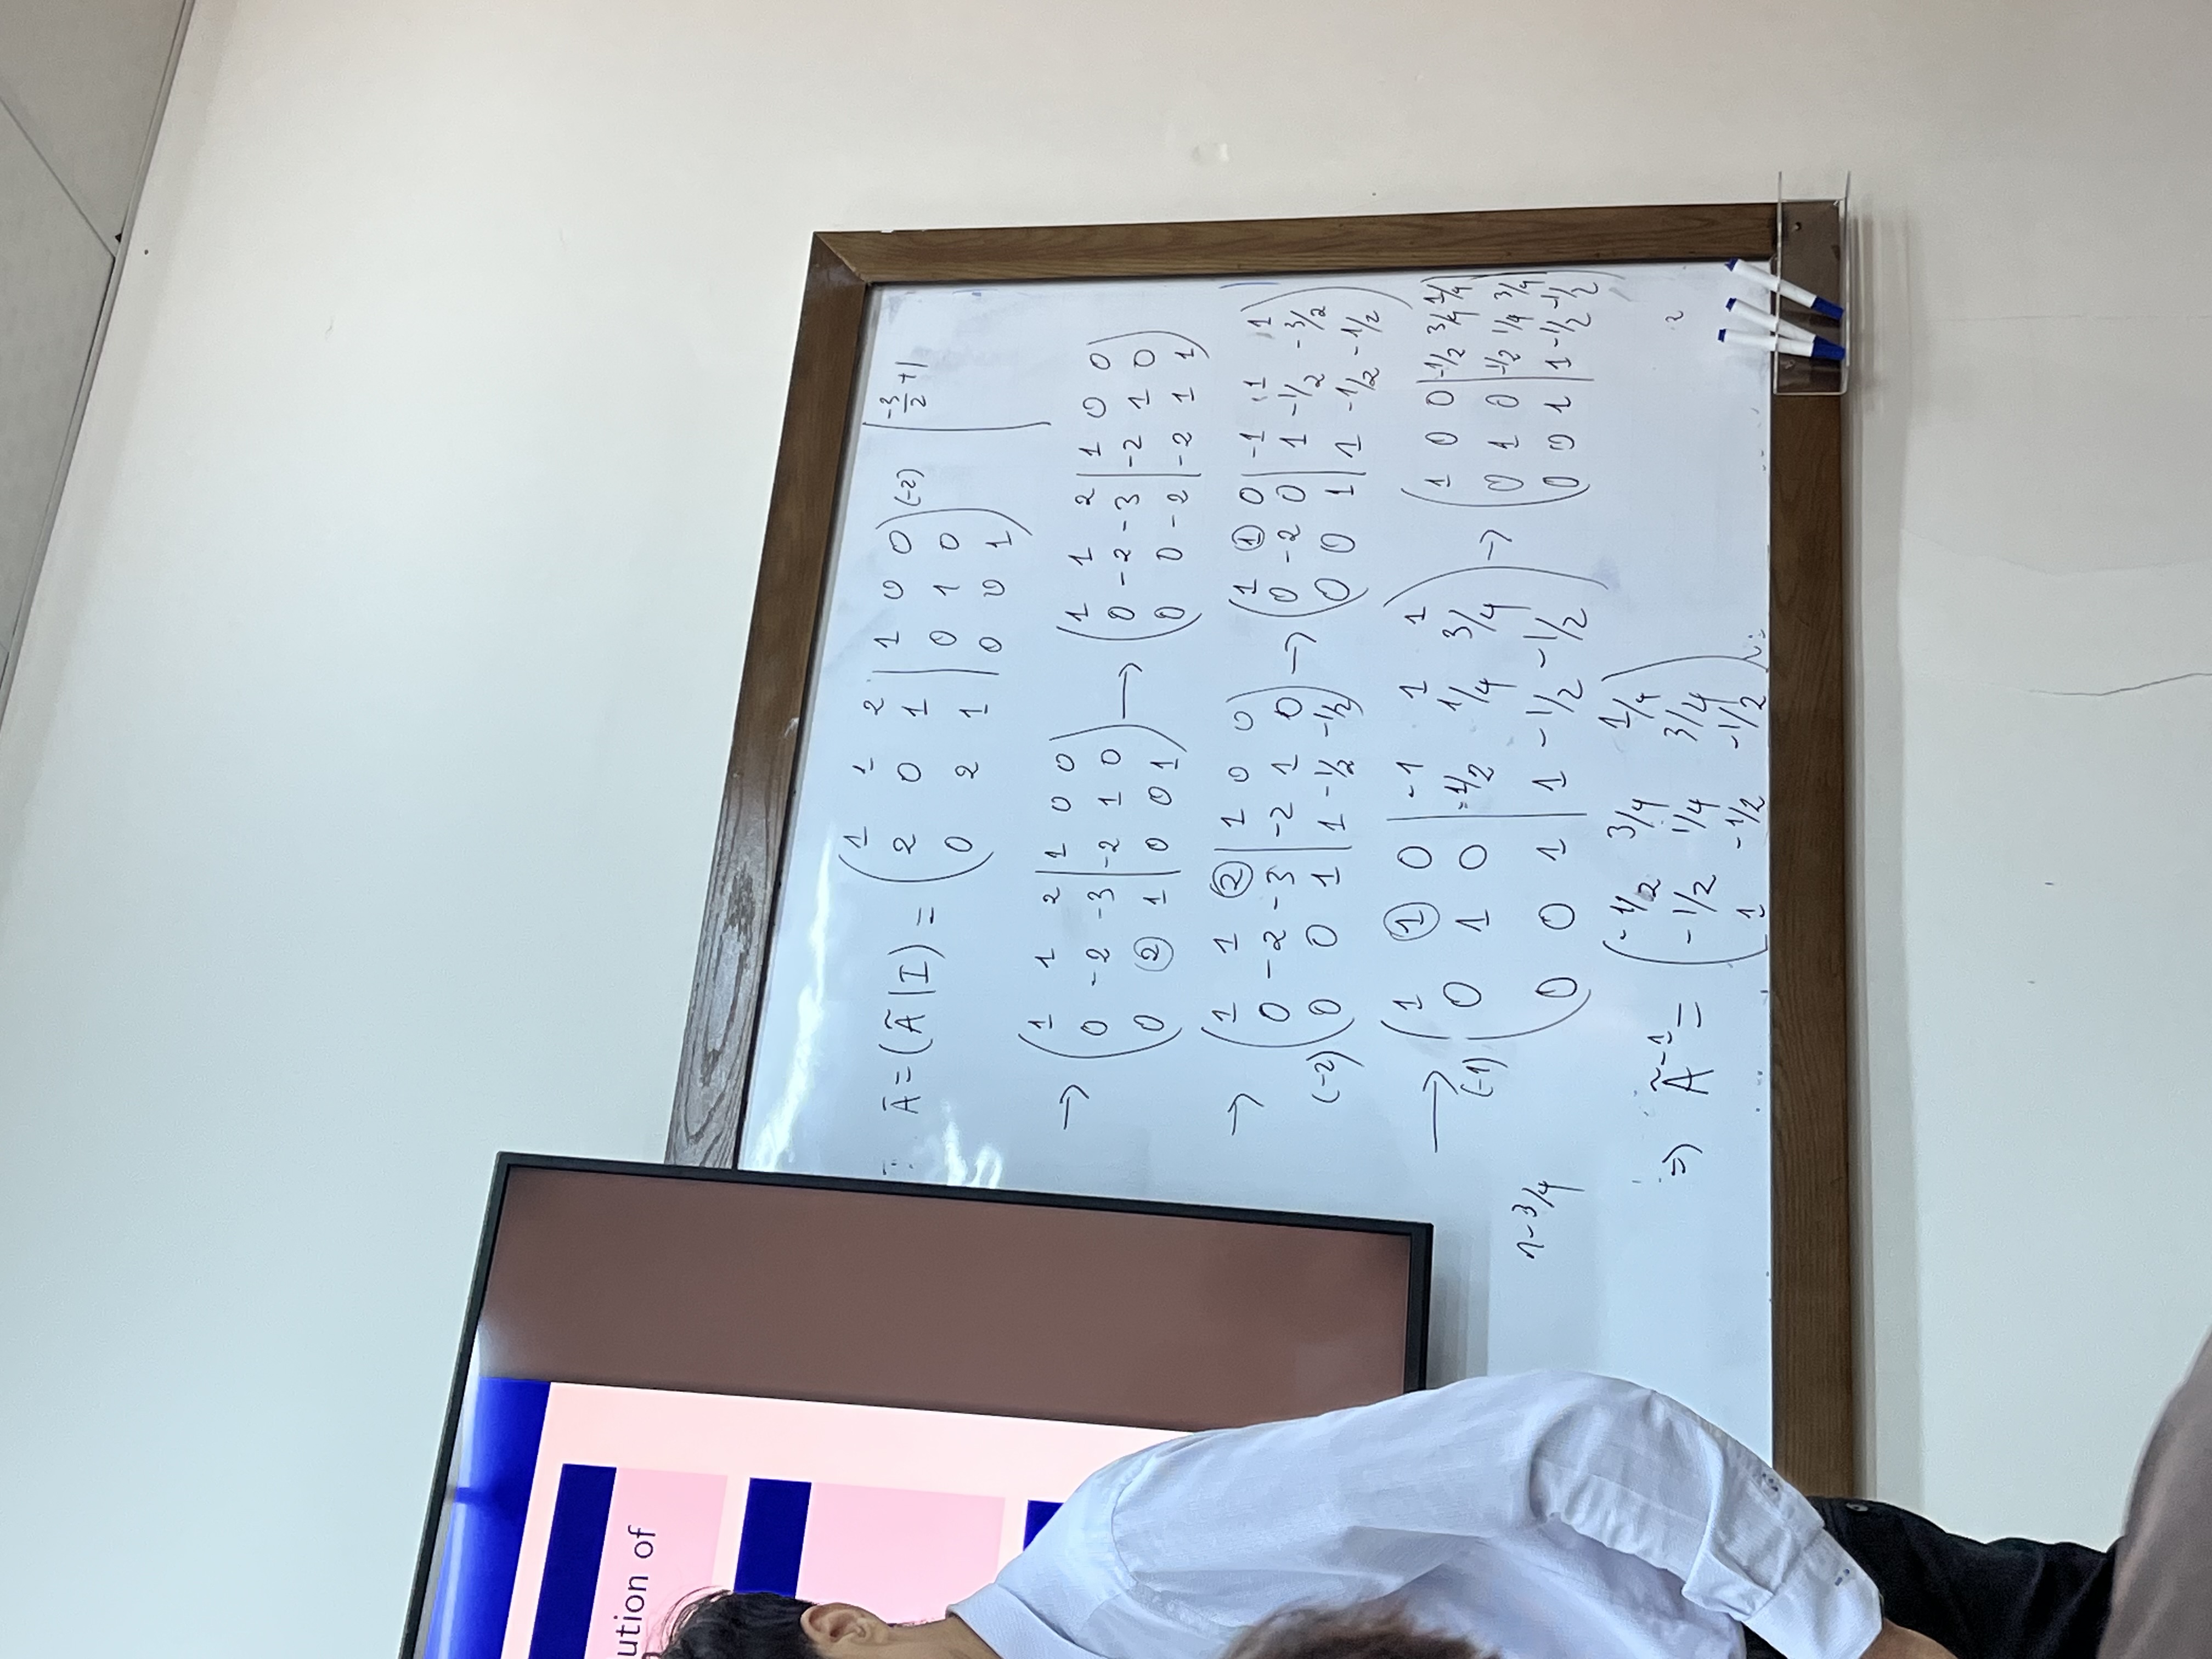 ution of
Ā = (Ã | I) = ( 1 1 2 | 1 0 0 ) (-2)
2 0 1 | 0 1 0
0 2 1 | 0 0 1
-3/2 + 1
→ ( 1 1 2 | 1 0 0
0 -2 -3 | -2 1 0
0 2 1 | 0 0 1 )
→ ( 1 1 2 | 1 0 0
0 -2 -3 | -2 1 0
0 0 -2 | -2 1 1 )
→ ( 1 1 2 | 1 0 0
0 -2 -3 | -2 1 0
(-2) 0 0 1 | 1 -1/2 -1/2 )
→ ( 1 1 0 | -1 1 1
0 -2 0 | 1 -1/2 -3/2
0 0 1 | 1 -1/2 -1/2 )
→ ( 1 1 0 | -1 1 1
(-1) 0 1 0 | -1/2 1/4 3/4
0 0 1 | 1 -1/2 -1/2 )
→ ( 1 0 0 | -1/2 3/4 1/4
0 1 0 | -1/2 1/4 3/4
0 0 1 | 1 -1/2 -1/2 )
1-3/4
⇒ Ã⁻¹ = ( -1/2 3/4 1/4
-1/2 1/4 3/4
1 -1/2 -1/2 )